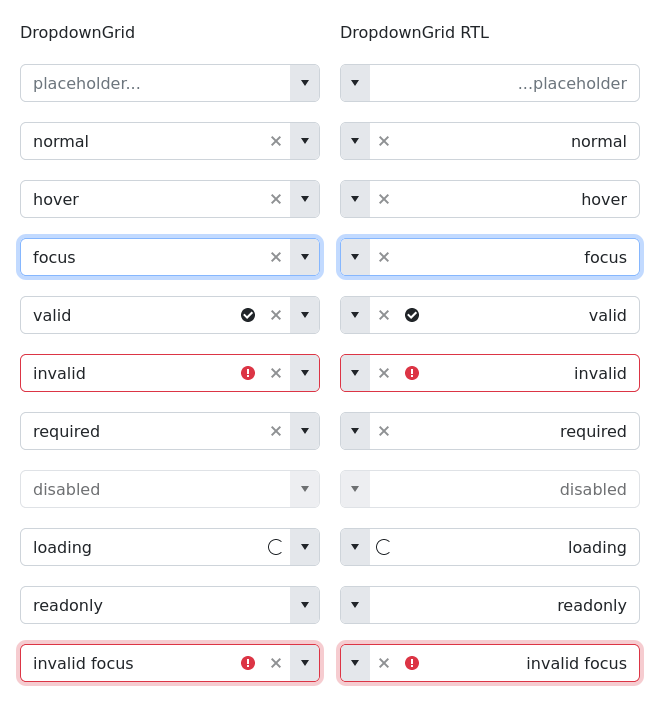 DropdownGrid DropdownGrid RTL
placeholder... ...placeholder
normal normal
hover hover
focus focus
valid valid
invalid invalid
required required
disabled disabled
loading loading
readonly readonly
invalid focus invalid focus